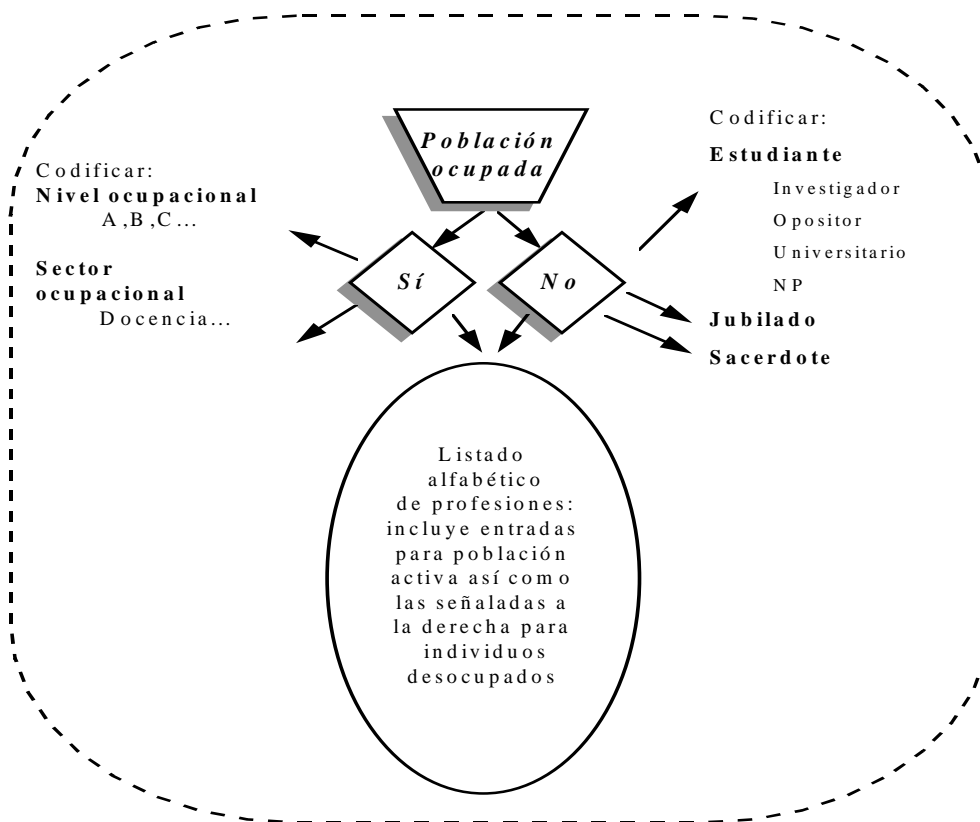 Población
ocupada
Codificar:
Nivel ocupacional
A,B,C...
Sector
ocupacional
Docencia...
Sí
No
Codificar:
Estudiante
Investigador
Opositor
Universitario
NP
Jubilado
Sacerdote
Listado
alfabético
de profesiones:
incluye entradas
para población
activa así como
las señaladas a
la derecha para
individuos
desocupados